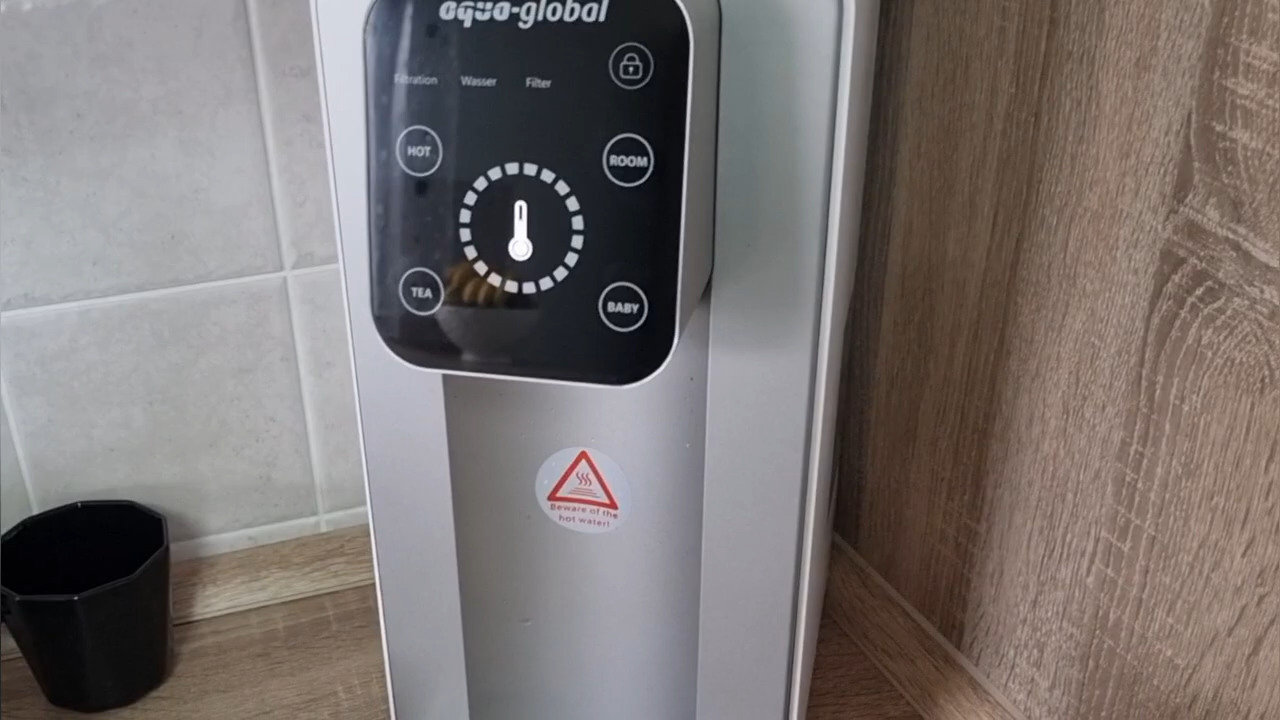 aqua-global
Filtration Wasser Filter
HOT ROOM
TEA BABY
Beware of the
hot water!